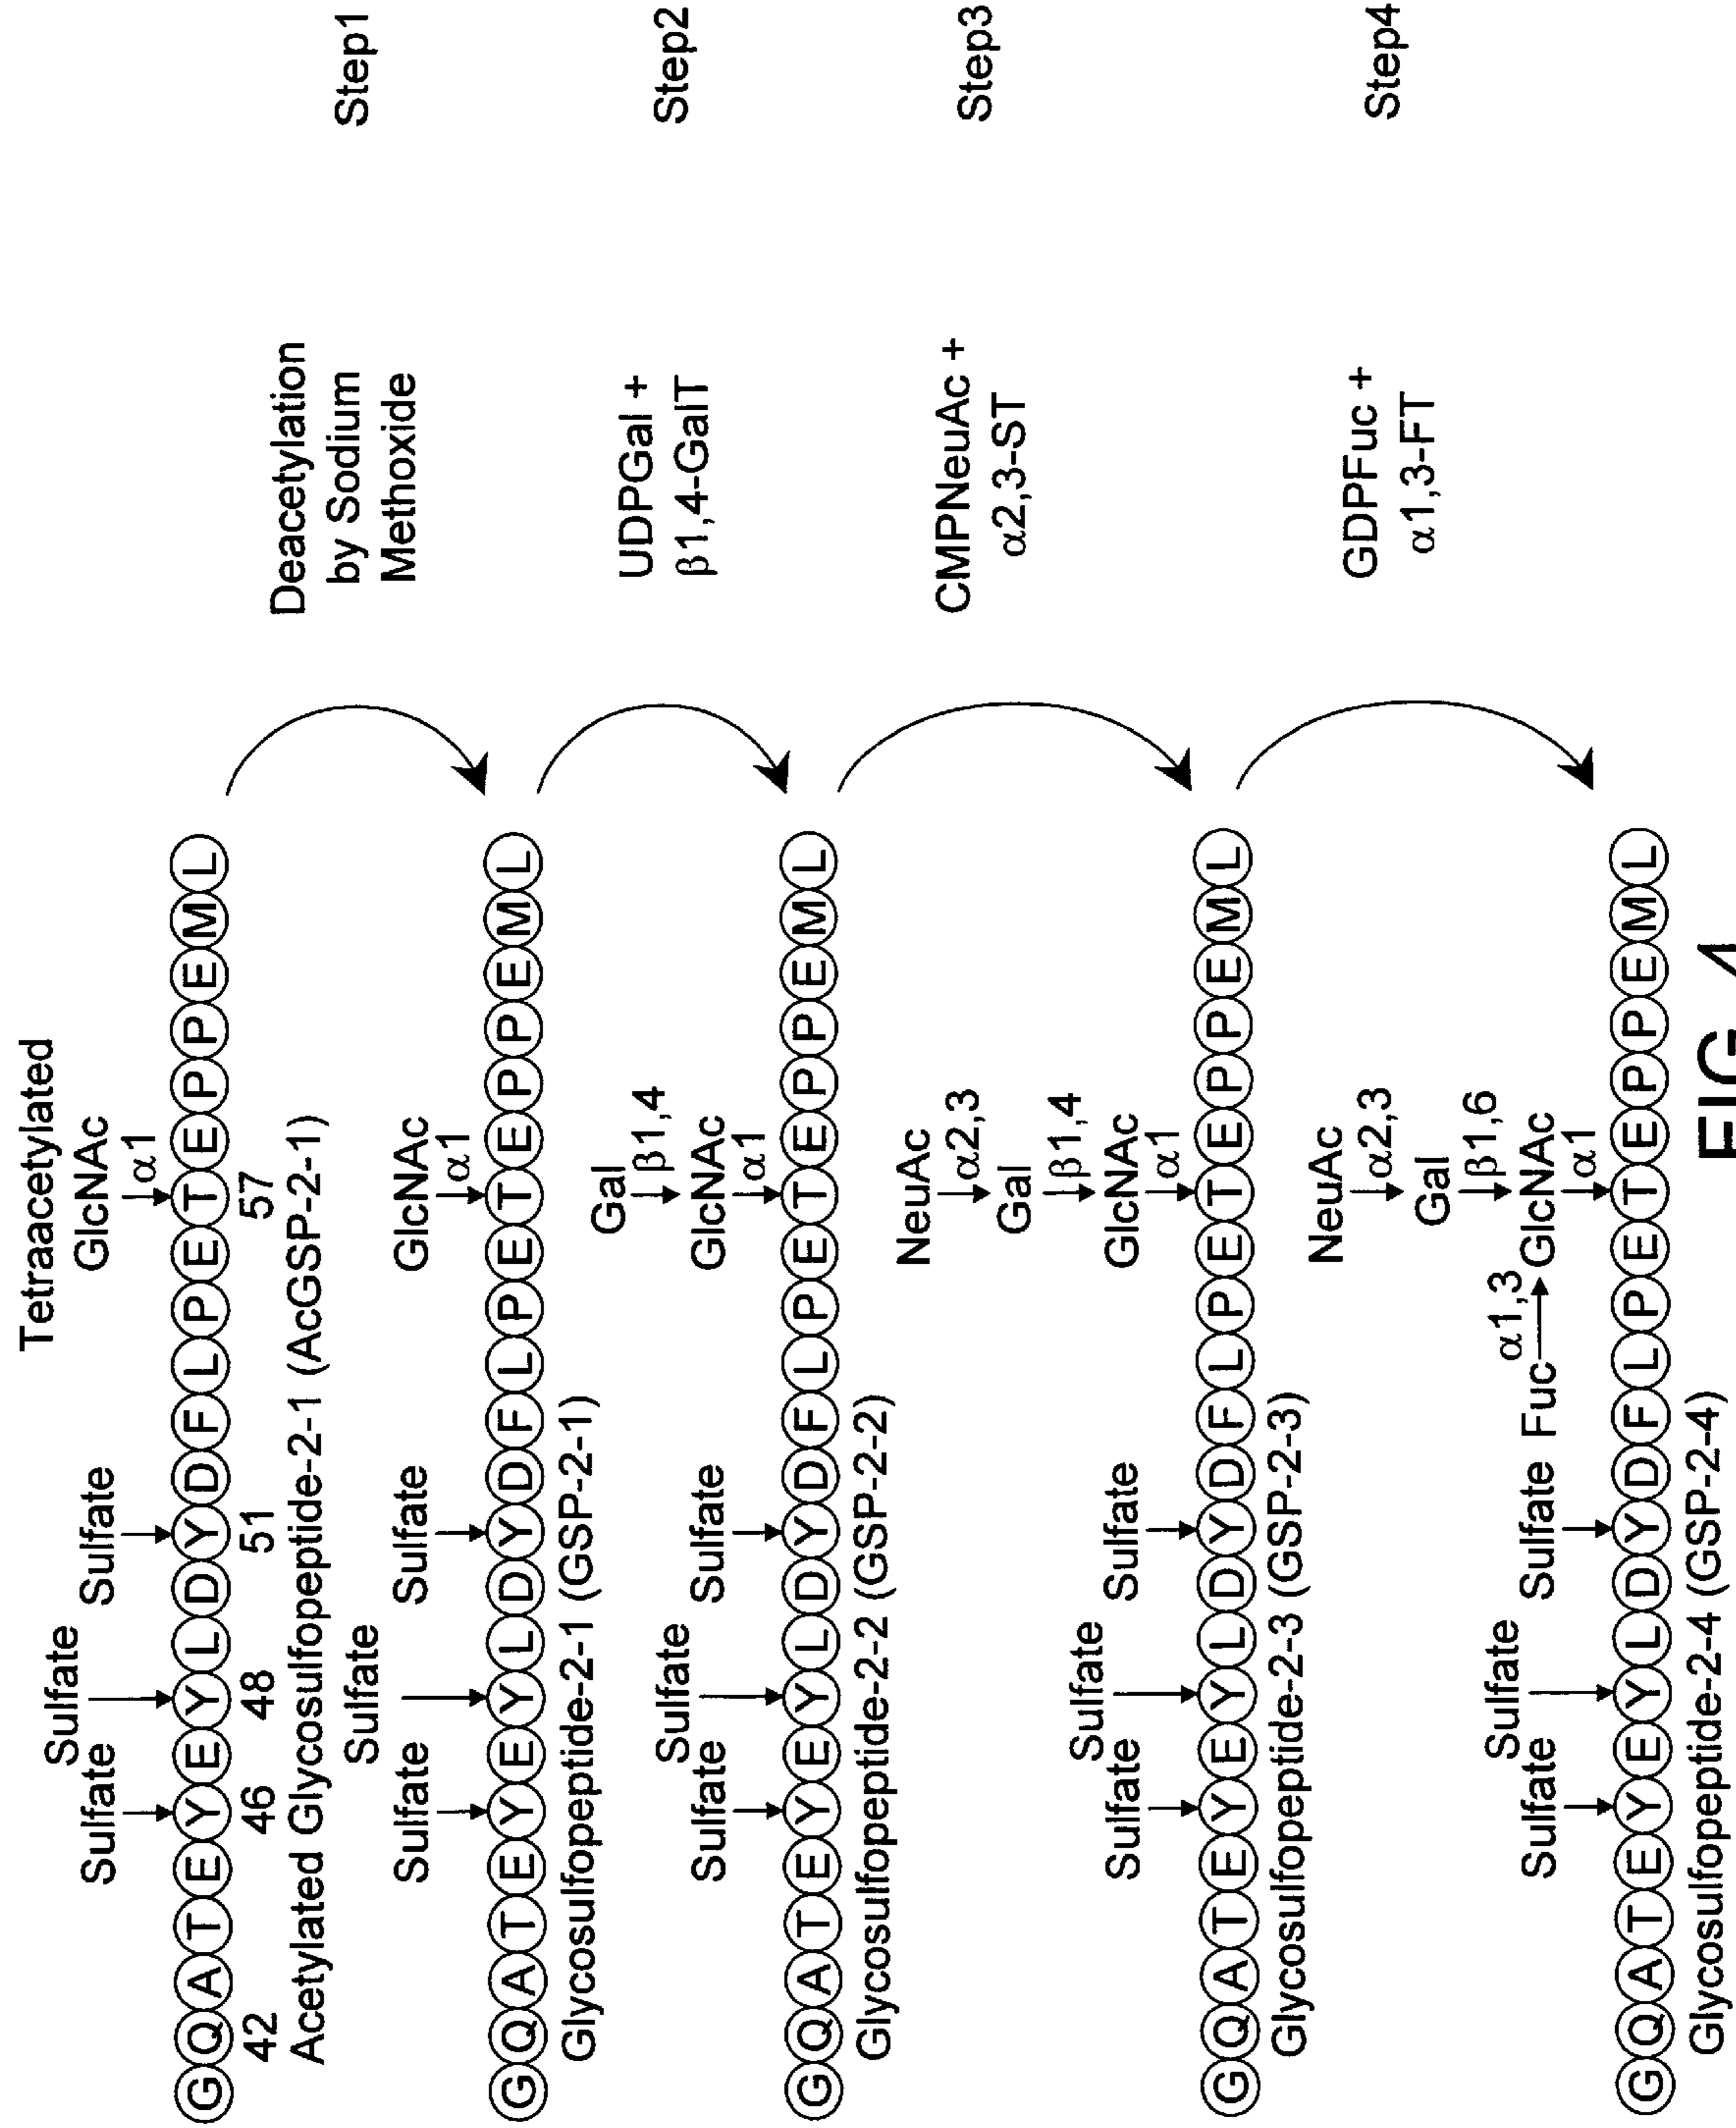 Tetraacetylated
Sulfate
Sulfate Sulfate GlcNAc
α1
GQATEYEYLDYDFLPETEPPEML
42 46 48 51 57
Acetylated Glycosulfopeptide-2-1 (AcGSP-2-1)
Deacetylation
by Sodium
Methoxide
Step1
Sulfate
Sulfate Sulfate GlcNAc
α1
GQATEYEYLDYDFLPETEPPEML
Glycosulfopeptide-2-1 (GSP-2-1)
UDPGal +
β1,4-GalT
Step2
Gal
β1,4
Sulfate
Sulfate Sulfate GlcNAc
α1
GQATEYEYLDYDFLPETEPPEML
Glycosulfopeptide-2-2 (GSP-2-2)
CMPNeuAc +
α2,3-ST
Step3
NeuAc
α2,3
Gal
β1,4
Sulfate
Sulfate Sulfate GlcNAc
α1
GQATEYEYLDYDFLPETEPPEML
Glycosulfopeptide-2-3 (GSP-2-3)
GDPFuc +
α1,3-FT
Step4
NeuAc
α2,3
Gal
β1,6
Sulfate α1,3
Sulfate Sulfate Fuc GlcNAc
α1
GQATEYEYLDYDFLPETEPPEML
Glycosulfopeptide-2-4 (GSP-2-4)
FIG. 4